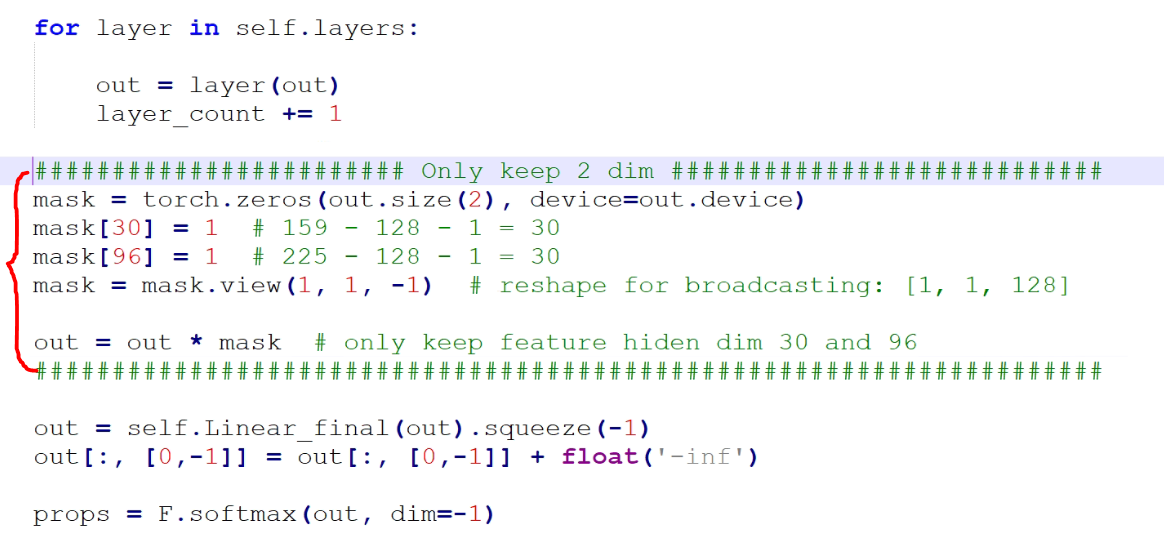 for layer in self.layers:
out = layer(out)
layer_count += 1
######################## Only keep 2 dim ############################
mask = torch.zeros(out.size(2), device=out.device)
mask[30] = 1  # 159 - 128 - 1 = 30
mask[96] = 1  # 225 - 128 - 1 = 30
mask = mask.view(1, 1, -1)  # reshape for broadcasting: [1, 1, 128]
out = out * mask  # only keep feature hiden dim 30 and 96
#####################################################################
out = self.Linear_final(out).squeeze(-1)
out[:, [0,-1]] = out[:, [0,-1]] + float('-inf')
props = F.softmax(out, dim=-1)